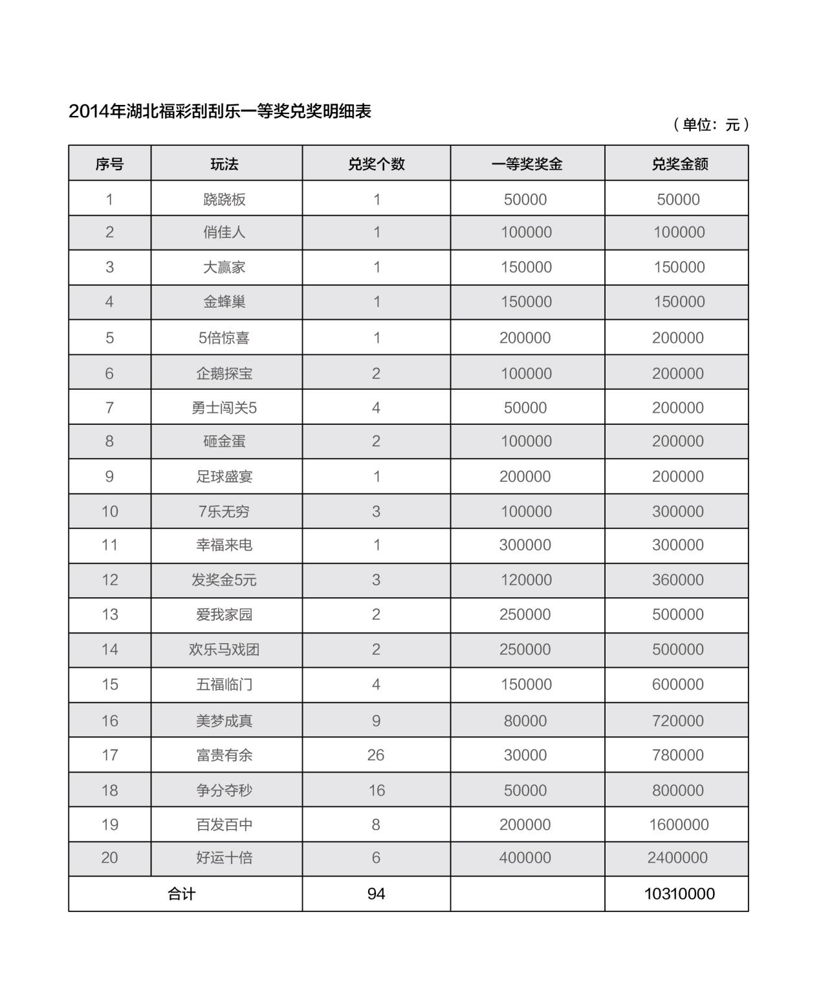 2014年湖北福彩刮刮乐一等奖兑奖明细表
（单位：元）
序号 玩法 兑奖个数 一等奖奖金 兑奖金额
1 跷跷板 1 50000 50000
2 俏佳人 1 100000 100000
3 大赢家 1 150000 150000
4 金蜂巢 1 150000 150000
5 5倍惊喜 1 200000 200000
6 企鹅探宝 2 100000 200000
7 勇士闯关5 4 50000 200000
8 砸金蛋 2 100000 200000
9 足球盛宴 1 200000 200000
10 7乐无穷 3 100000 300000
11 幸福来电 1 300000 300000
12 发奖金5元 3 120000 360000
13 爱我家园 2 250000 500000
14 欢乐马戏团 2 250000 500000
15 五福临门 4 150000 600000
16 美梦成真 9 80000 720000
17 富贵有余 26 30000 780000
18 争分夺秒 16 50000 800000
19 百发百中 8 200000 1600000
20 好运十倍 6 400000 2400000
合计 94 10310000